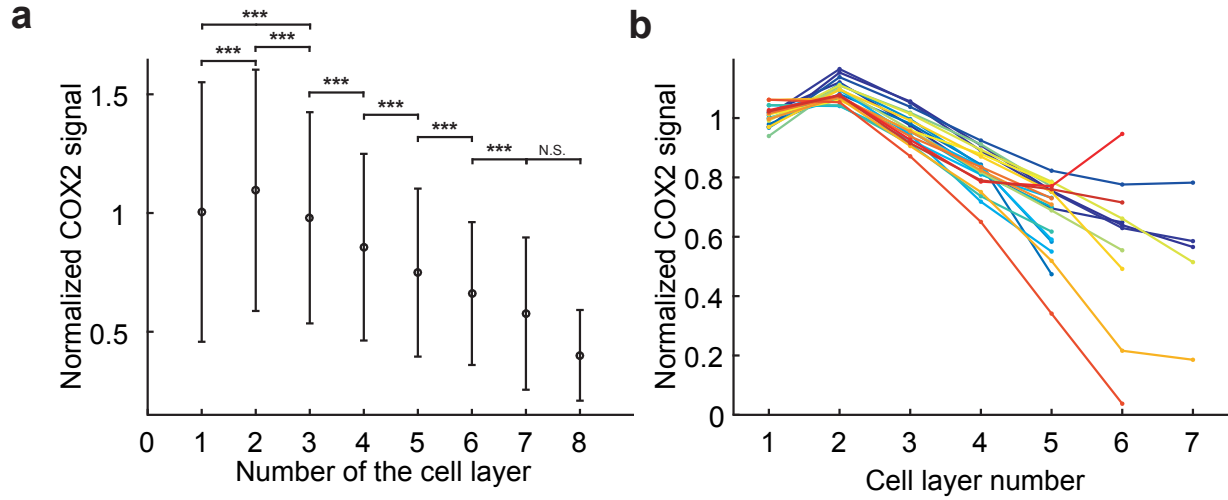 a
*** 
*** ***
***
***
***
*** N.S.
Normalized COX2 signal
1.5
1
0.5
0 1 2 3 4 5 6 7 8
Number of the cell layer
b
Normalized COX2 signal
1
0.8
0.6
0.4
0.2
0
1 2 3 4 5 6 7
Cell layer number